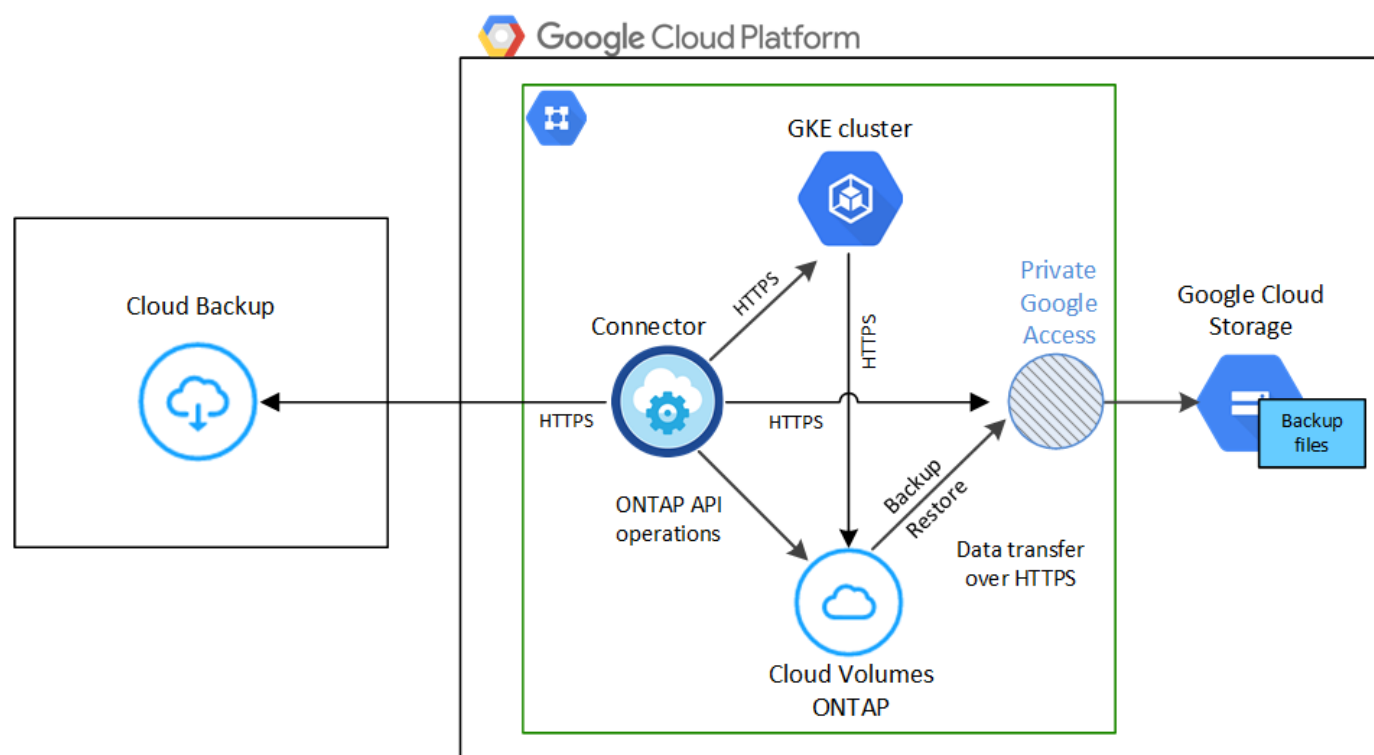 Google Cloud Platform
GKE cluster
Private
Google
Access
Google Cloud
Storage
Cloud Backup
Connector
HTTPS
HTTPS
HTTPS
HTTPS
Backup
files
ONTAP API
operations
Backup
Restore
Data transfer
over HTTPS
Cloud Volumes
ONTAP